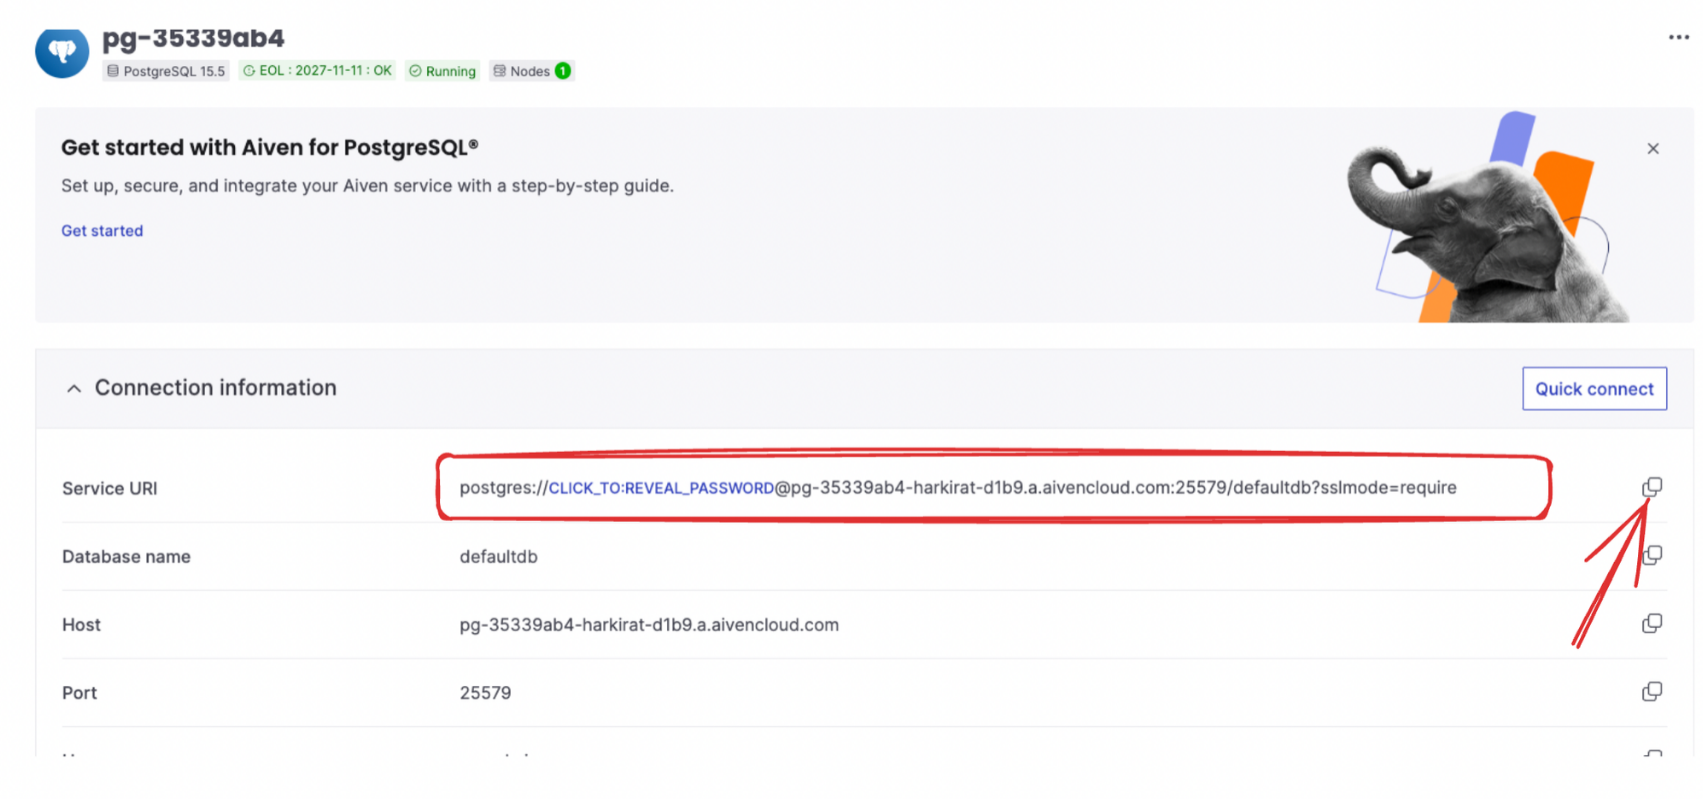 pg-35339ab4
PostgreSQL 15.5 EOL : 2027-11-11 : OK Running Nodes 1
Get started with Aiven for PostgreSQL®
Set up, secure, and integrate your Aiven service with a step-by-step guide.
Get started
Connection information Quick connect
Service URI postgres://CLICK_TO:REVEAL_PASSWORD@pg-35339ab4-harkirat-d1b9.a.aivencloud.com:25579/defaultdb?sslmode=require
Database name defaultdb
Host pg-35339ab4-harkirat-d1b9.a.aivencloud.com
Port 25579